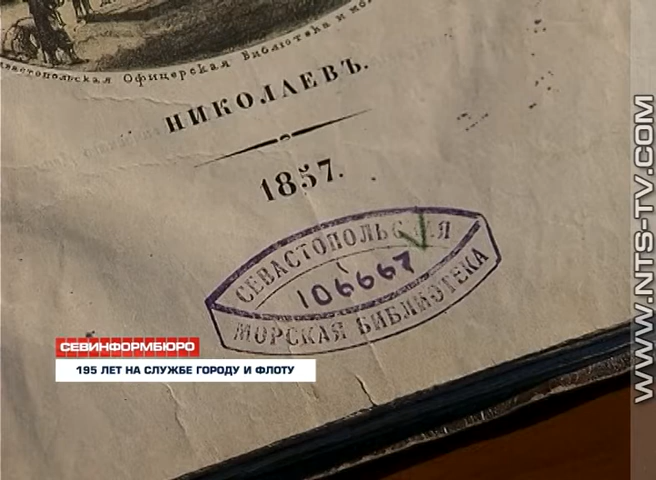 Севастопольская Офицерская Библіотека и
НИКОЛАЕВЪ.
1857.
СЕВАСТОПОЛЬСКАЯ
106667
МОРСКАЯ БИБЛИОТЕКА
СЕВИНФОРМБЮРО
195 ЛЕТ НА СЛУЖБЕ ГОРОДУ И ФЛОТУ
WWW.NTS-TV.COM